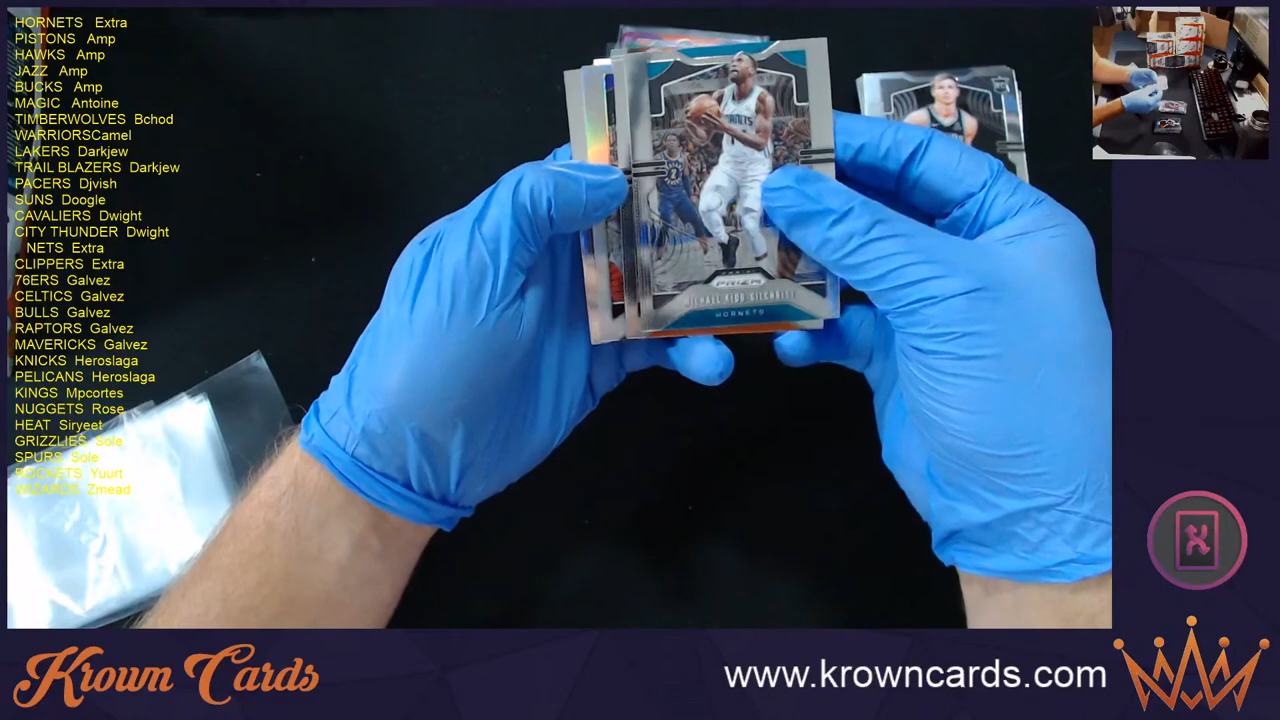 HORNETS Extra
PISTONS Amp
HAWKS Amp
JAZZ Amp
BUCKS Amp
MAGIC Antoine
TIMBERWOLVES Bchod
WARRIORSCamel
LAKERS Darkjew
TRAIL BLAZERS Darkjew
PACERS Djvish
SUNS Doogle
CAVALIERS Dwight
CITY THUNDER Dwight
NETS Extra
CLIPPERS Extra
76ERS Galvez
CELTICS Galvez
BULLS Galvez
RAPTORS Galvez
MAVERICKS Galvez
KNICKS Heroslaga
PELICANS Heroslaga
KINGS Mpcortes
NUGGETS Rose
HEAT Siryeet
GRIZZLIES Sole
SPURS Sole
ROCKETS Yuurt
WIZARDS Zmead
PRIZM
MICHAEL KIDD-GILCHRIST
HORNETS
Krown Cards
www.krowncards.com